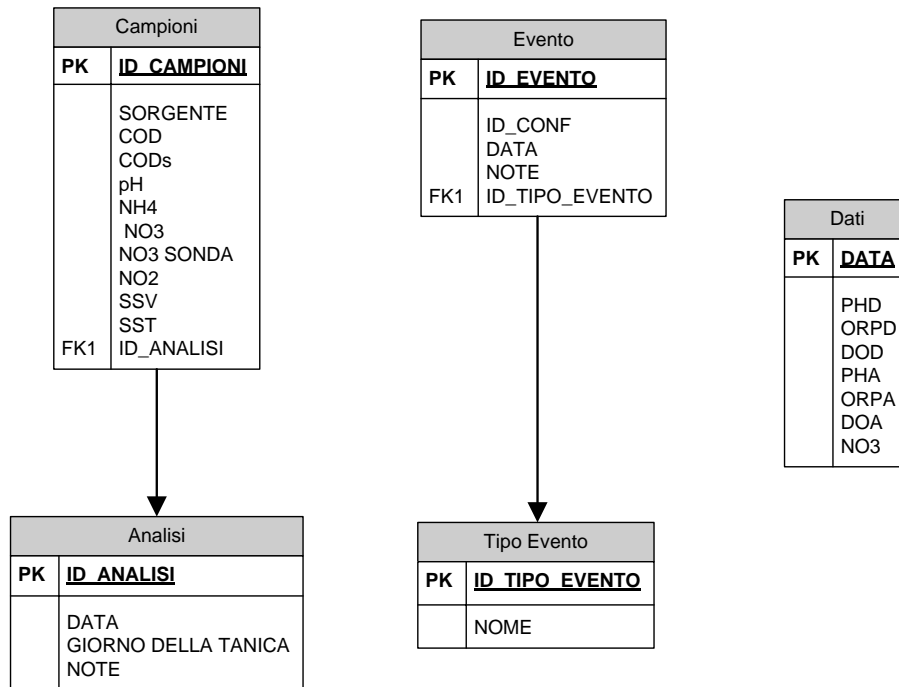 Campioni
PK ID_CAMPIONI
SORGENTE
COD
CODs
pH
NH4
NO3
NO3 SONDA
NO2
SSV
SST
FK1 ID_ANALISI
Evento
PK ID_EVENTO
ID_CONF
DATA
NOTE
FK1 ID_TIPO_EVENTO
Dati
PK DATA
PHD
ORPD
DOD
PHA
ORPA
DOA
NO3
Analisi
PK ID_ANALISI
DATA
GIORNO DELLA TANICA
NOTE
Tipo Evento
PK ID_TIPO_EVENTO
NOME